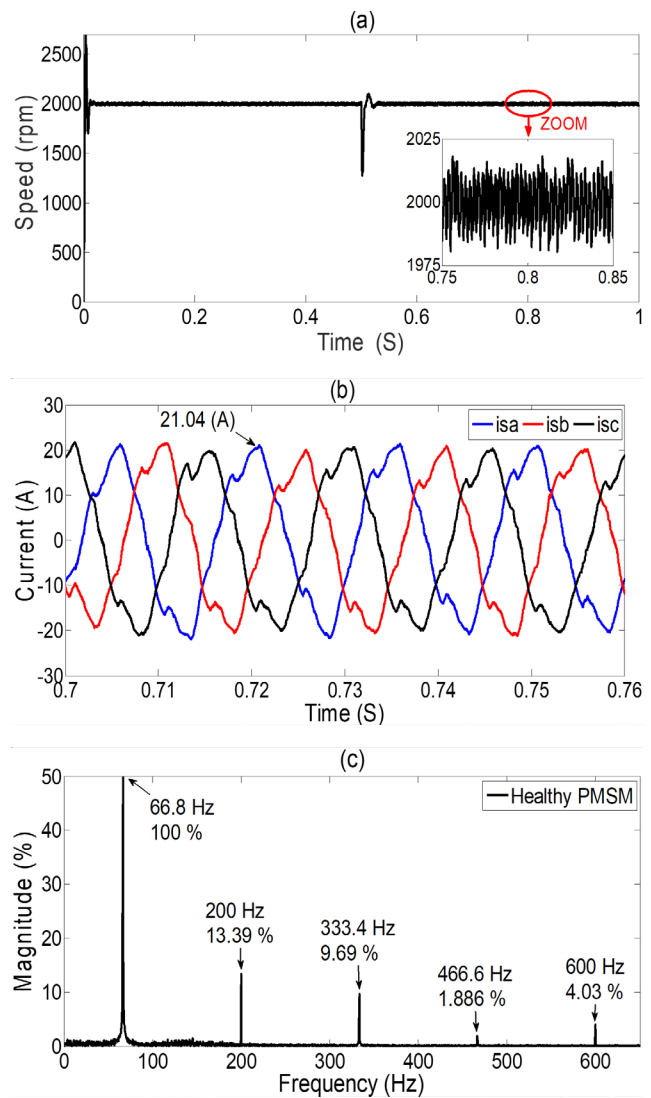 (a)
2500
2000
1500
1000
500
0
Speed (rpm)
ZOOM
2025
2000
1975
0.75 0.8 0.85
0 0.2 0.4 0.6 0.8 1
Time (S)
(b)
30
20
10
0
-10
-20
-30
Current (A)
21.04 (A)
isa isb isc
0.7 0.71 0.72 0.73 0.74 0.75 0.76
Time (S)
(c)
50
40
30
20
10
0
Magnitude (%)
Healthy PMSM
66.8 Hz
100 %
200 Hz
13.39 %
333.4 Hz
9.69 %
466.6 Hz
1.886 %
600 Hz
4.03 %
0 100 200 300 400 500 600
Frequency (Hz)